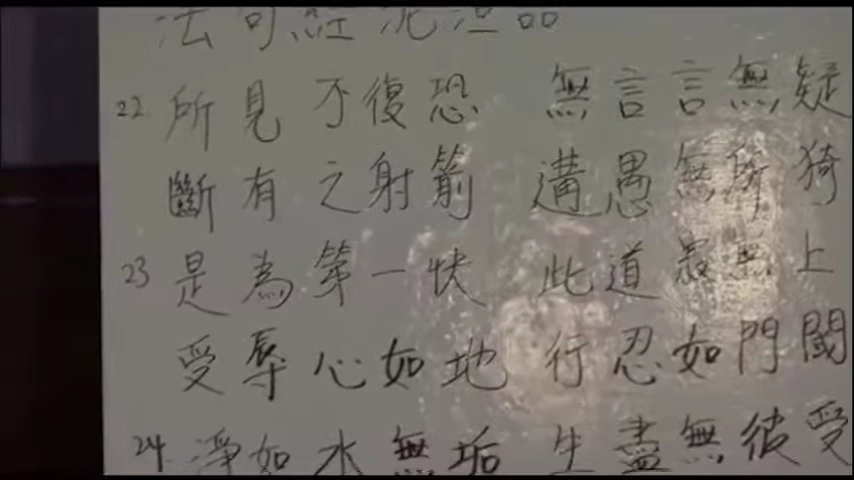 法句經泥洹品
22 所見不復恐 無言言無疑
斷有之射箭 遘愚無所猗
23 是為第一快 此道寂無上
受辱心如地 行忍如門閾
24 淨如水無垢 生盡無彼受